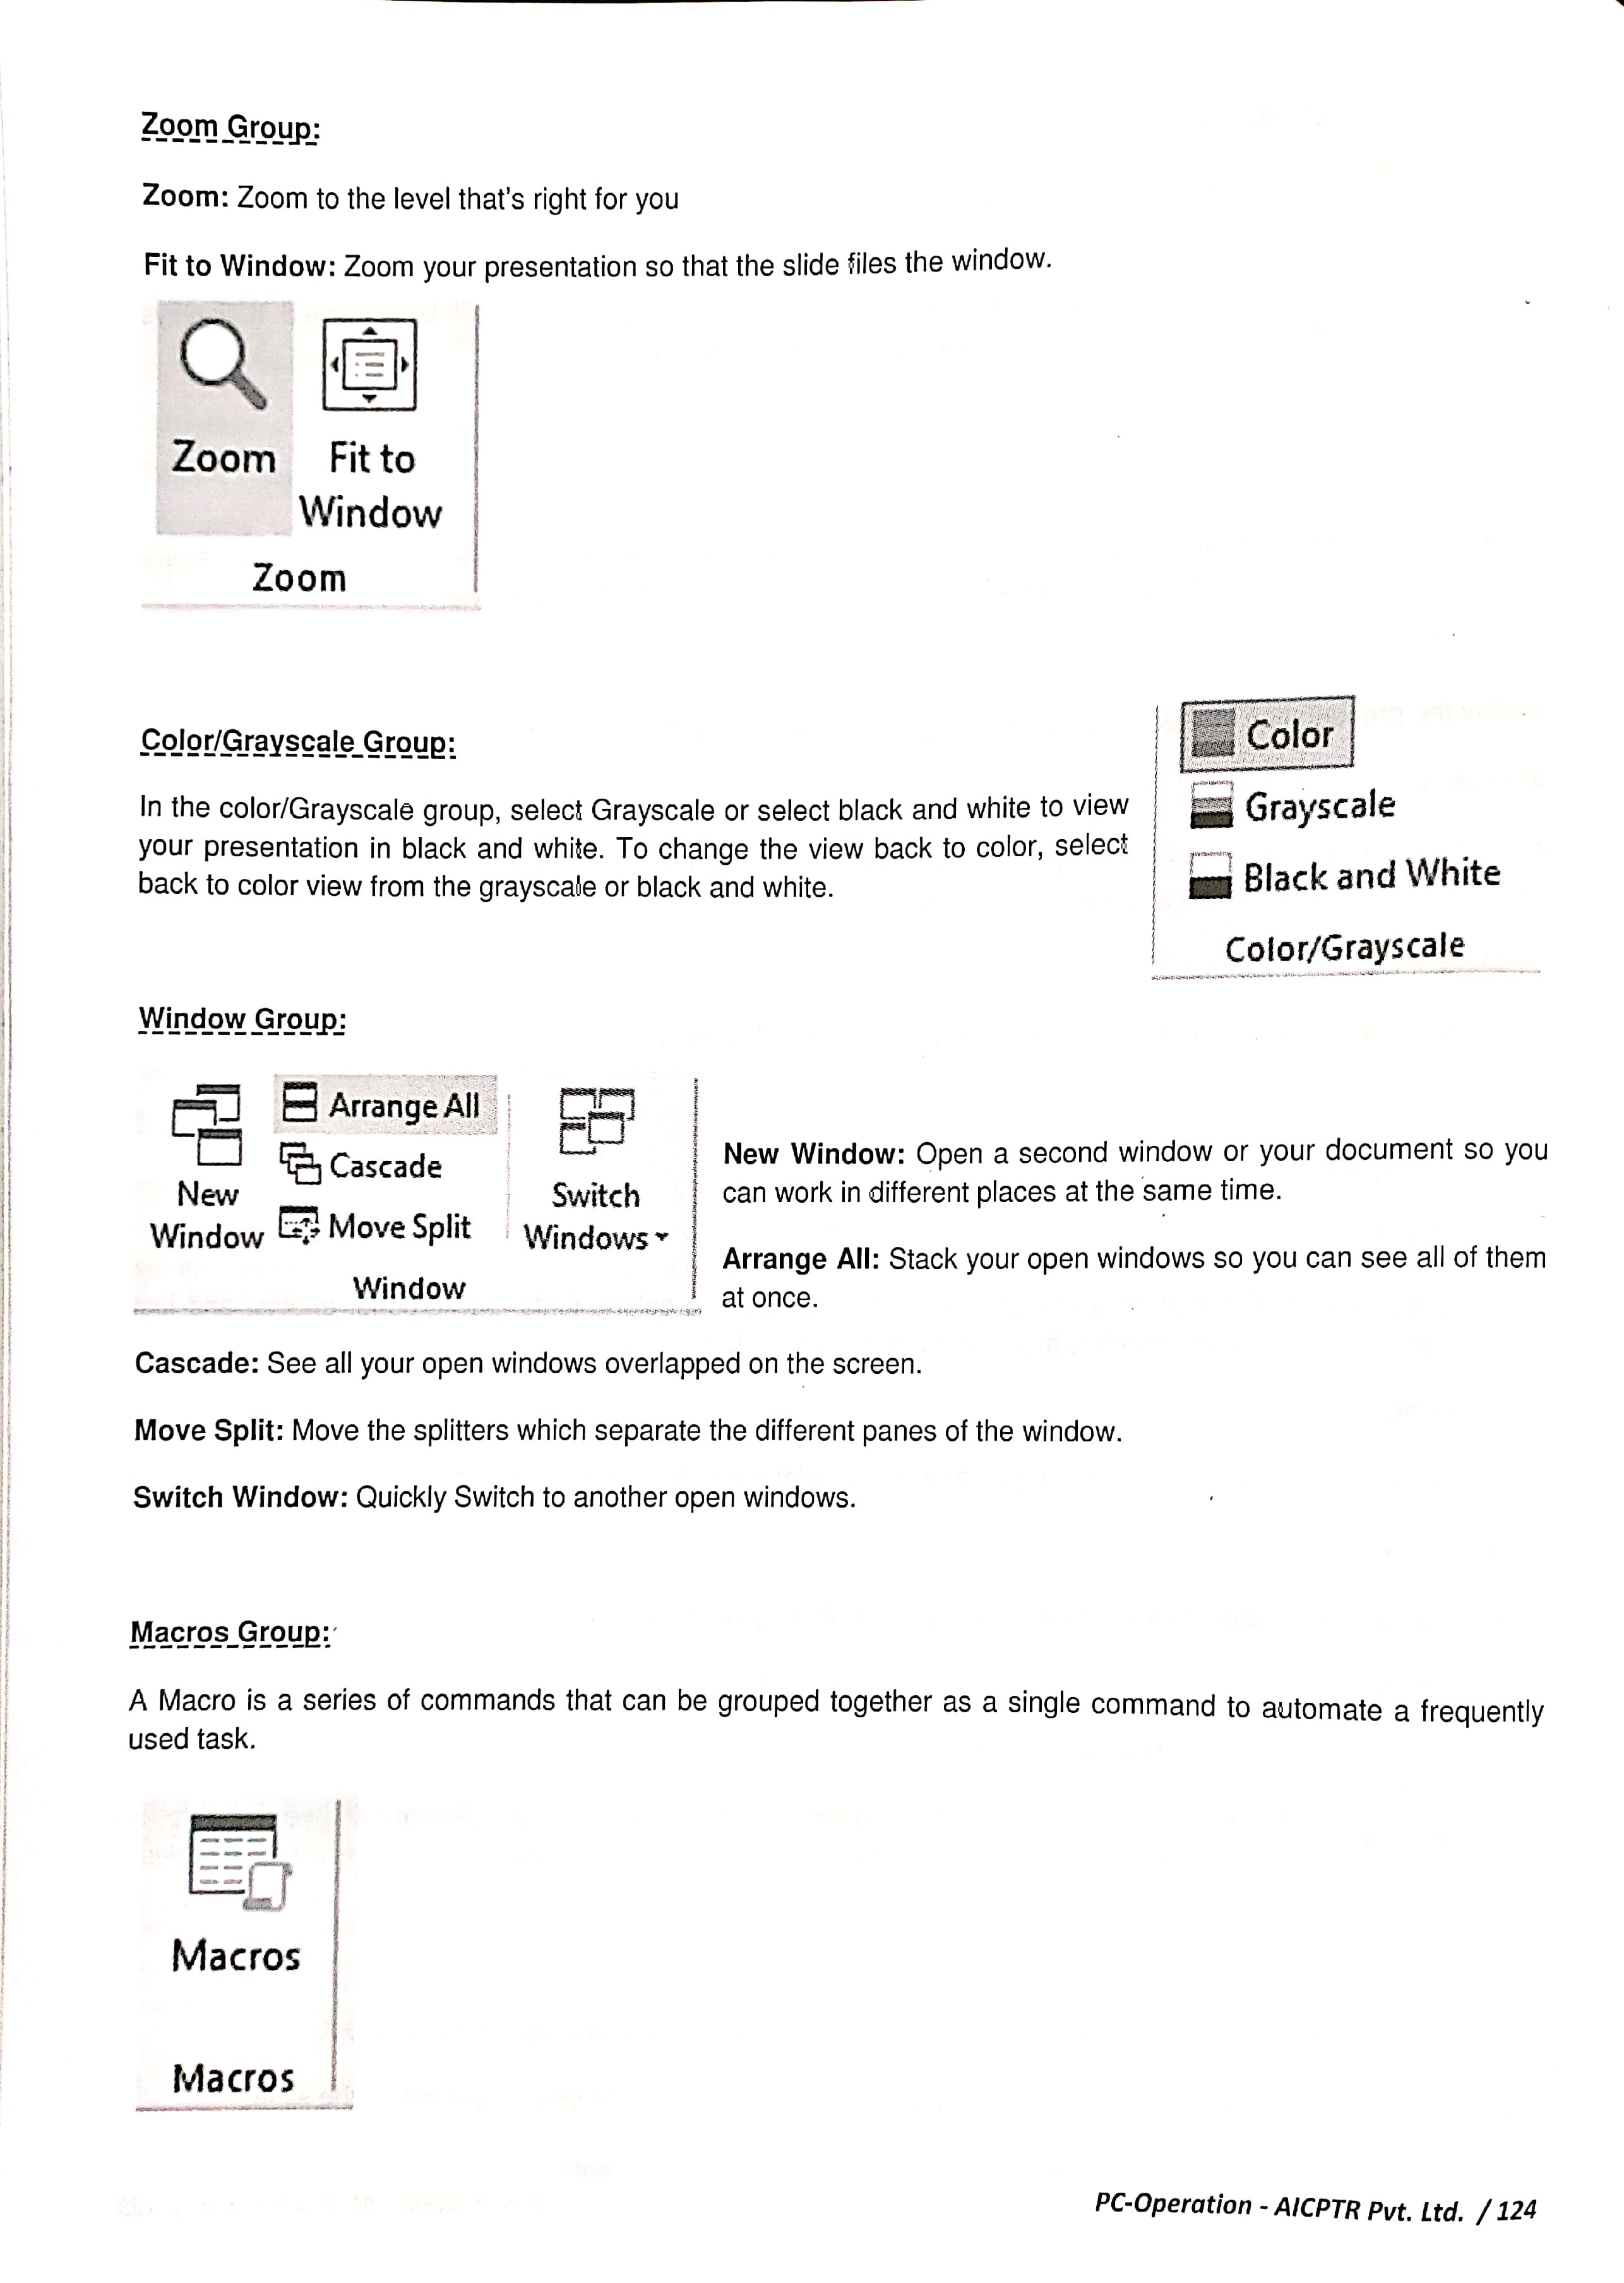 Zoom Group:
Zoom: Zoom to the level that's right for you
Fit to Window: Zoom your presentation so that the slide files the window.
Zoom
Fit to
Window
Zoom
Color/Grayscale Group:
In the color/Grayscale group, select Grayscale or select black and white to view
your presentation in black and white. To change the view back to color, select
back to color view from the grayscale or black and white.
Color
Grayscale
Black and White
Color/Grayscale
Window Group:
New
Window
Arrange All
Cascade
Move Split
Switch
Windows
Window
New Window: Open a second window or your document so you
can work in different places at the same time.
Arrange All: Stack your open windows so you can see all of them
at once.
Cascade: See all your open windows overlapped on the screen.
Move Split: Move the splitters which separate the different panes of the window.
Switch Window: Quickly Switch to another open windows.
Macros Group:
A Macro is a series of commands that can be grouped together as a single command to automate a frequently
used task.
Macros
Macros
PC-Operation - AICPTR Pvt. Ltd. / 124